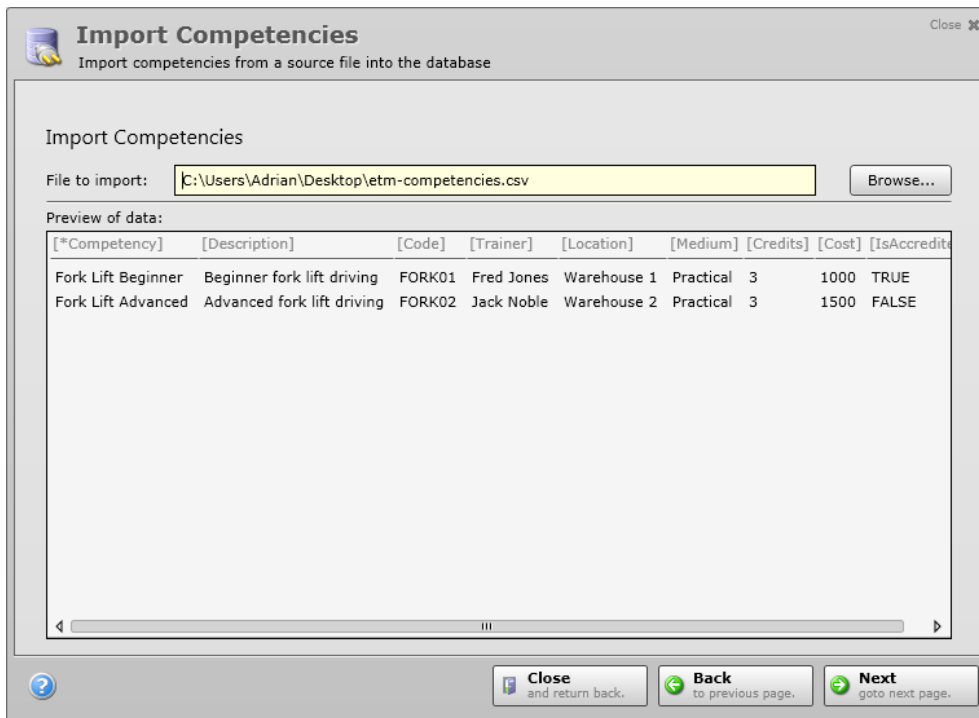 Import Competencies
Close
Import competencies from a source file into the database
Import Competencies
File to import: C:\Users\Adrian\Desktop\etm-competencies.csv Browse...
Preview of data:
[*Competency] [Description] [Code] [Trainer] [Location] [Medium] [Credits] [Cost] [IsAccredite
Fork Lift Beginner Beginner fork lift driving FORK01 Fred Jones Warehouse 1 Practical 3 1000 TRUE
Fork Lift Advanced Advanced fork lift driving FORK02 Jack Noble Warehouse 2 Practical 3 1500 FALSE
Close Back Next
and return back. to previous page. goto next page.